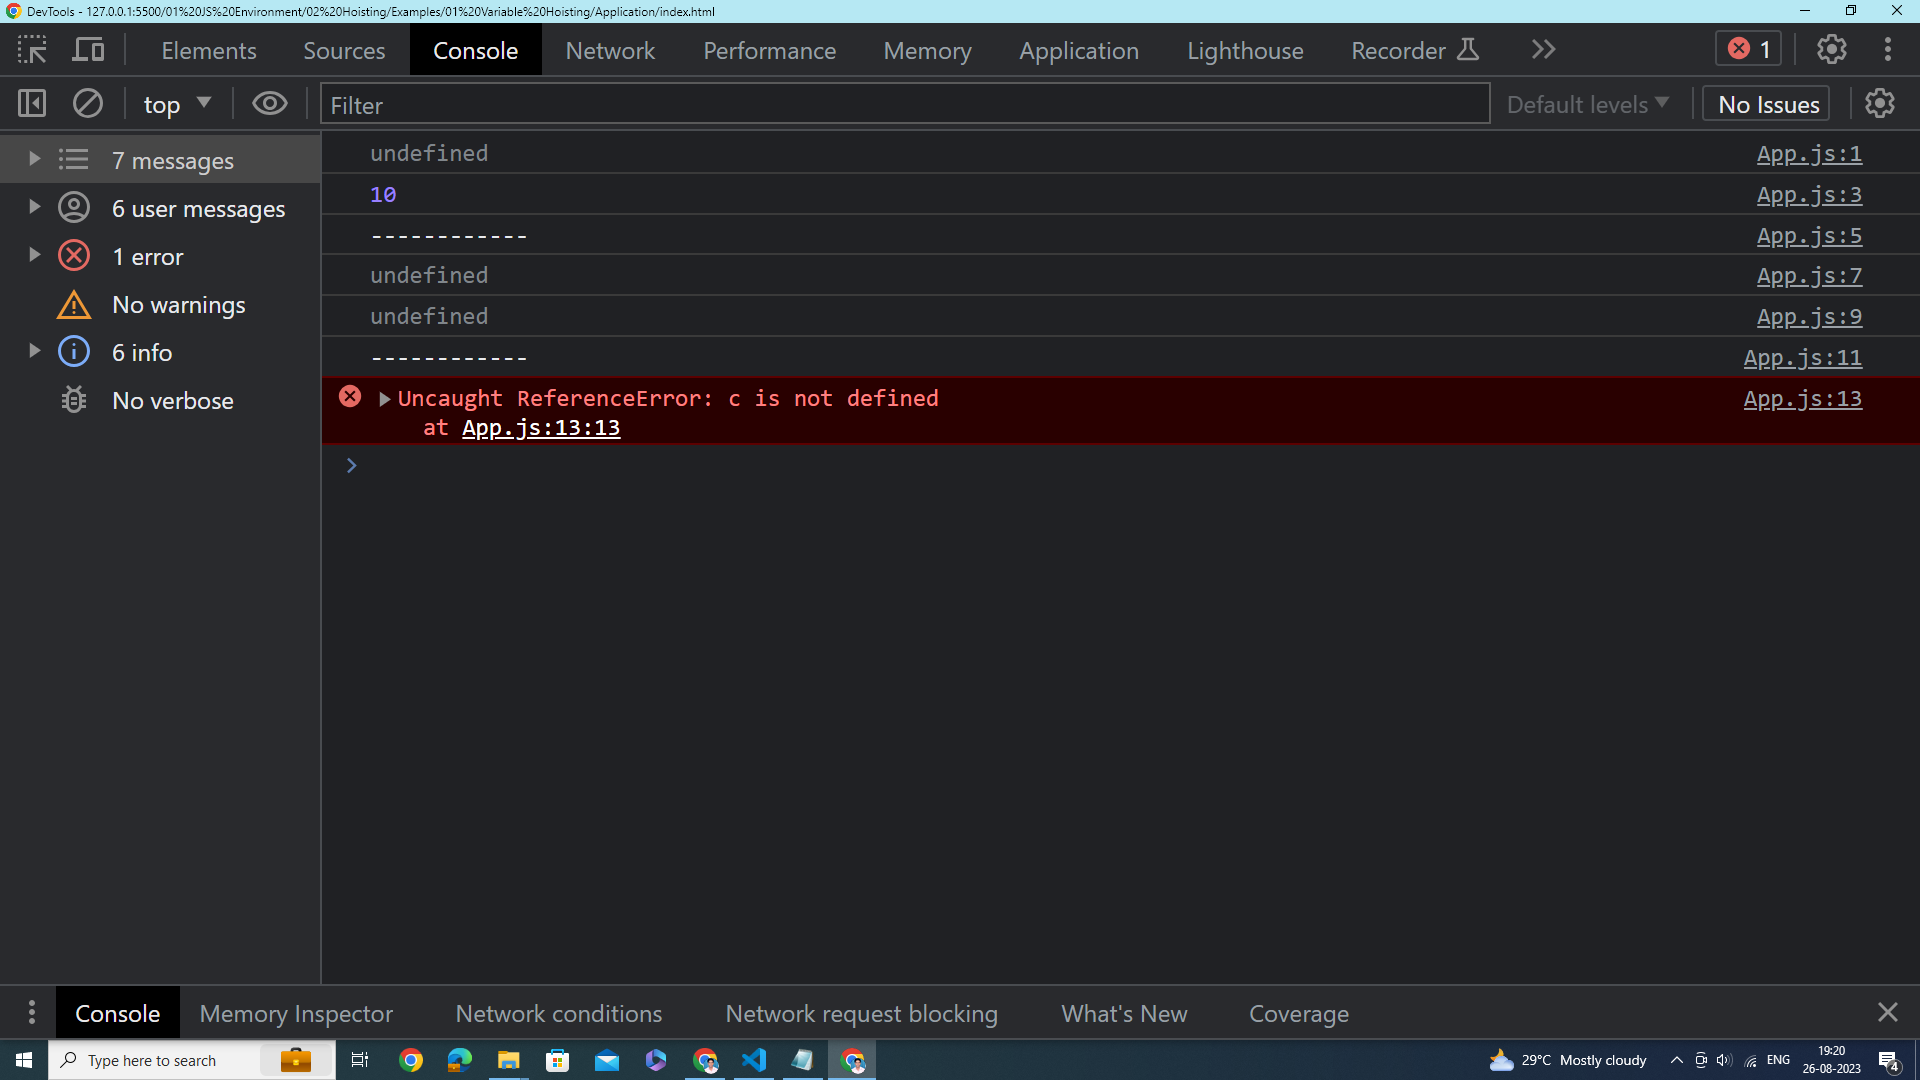 DevTools - 127.0.0.1:5500/01%20JS%20Environment/02%20Hoisting/Examples/01%20Variable%20Hoisting/Application/index.html
Elements Sources Console Network Performance Memory Application Lighthouse Recorder 1
top Filter Default levels No Issues
7 messages
6 user messages
1 error
No warnings
6 info
No verbose
undefined App.js:1
10 App.js:3
------------ App.js:5
undefined App.js:7
undefined App.js:9
------------ App.js:11
Uncaught ReferenceError: c is not defined App.js:13
at App.js:13:13
Console Memory Inspector Network conditions Network request blocking What's New Coverage
Type here to search 29°C Mostly cloudy ENG 19:20
26-08-2023 4